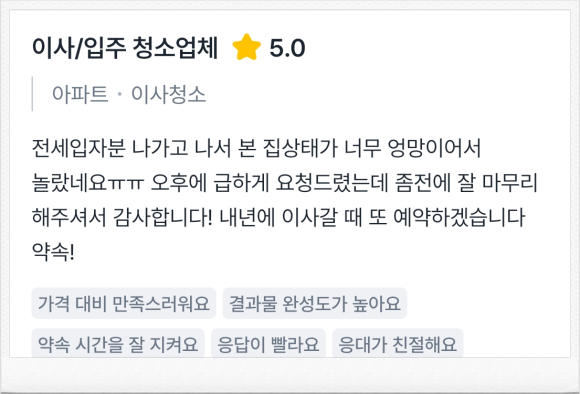 이사/입주 청소업체 5.0
아파트 · 이사청소
전세입자분 나가고 나서 본 집상태가 너무 엉망이어서
놀랐네요ㅠㅠ 오후에 급하게 요청드렸는데 좀전에 잘 마무리
해주셔서 감사합니다! 내년에 이사갈 때 또 예약하겠습니다
약속!
가격 대비 만족스러워요 결과물 완성도가 높아요
약속 시간을 잘 지켜요 응답이 빨라요 응대가 친절해요